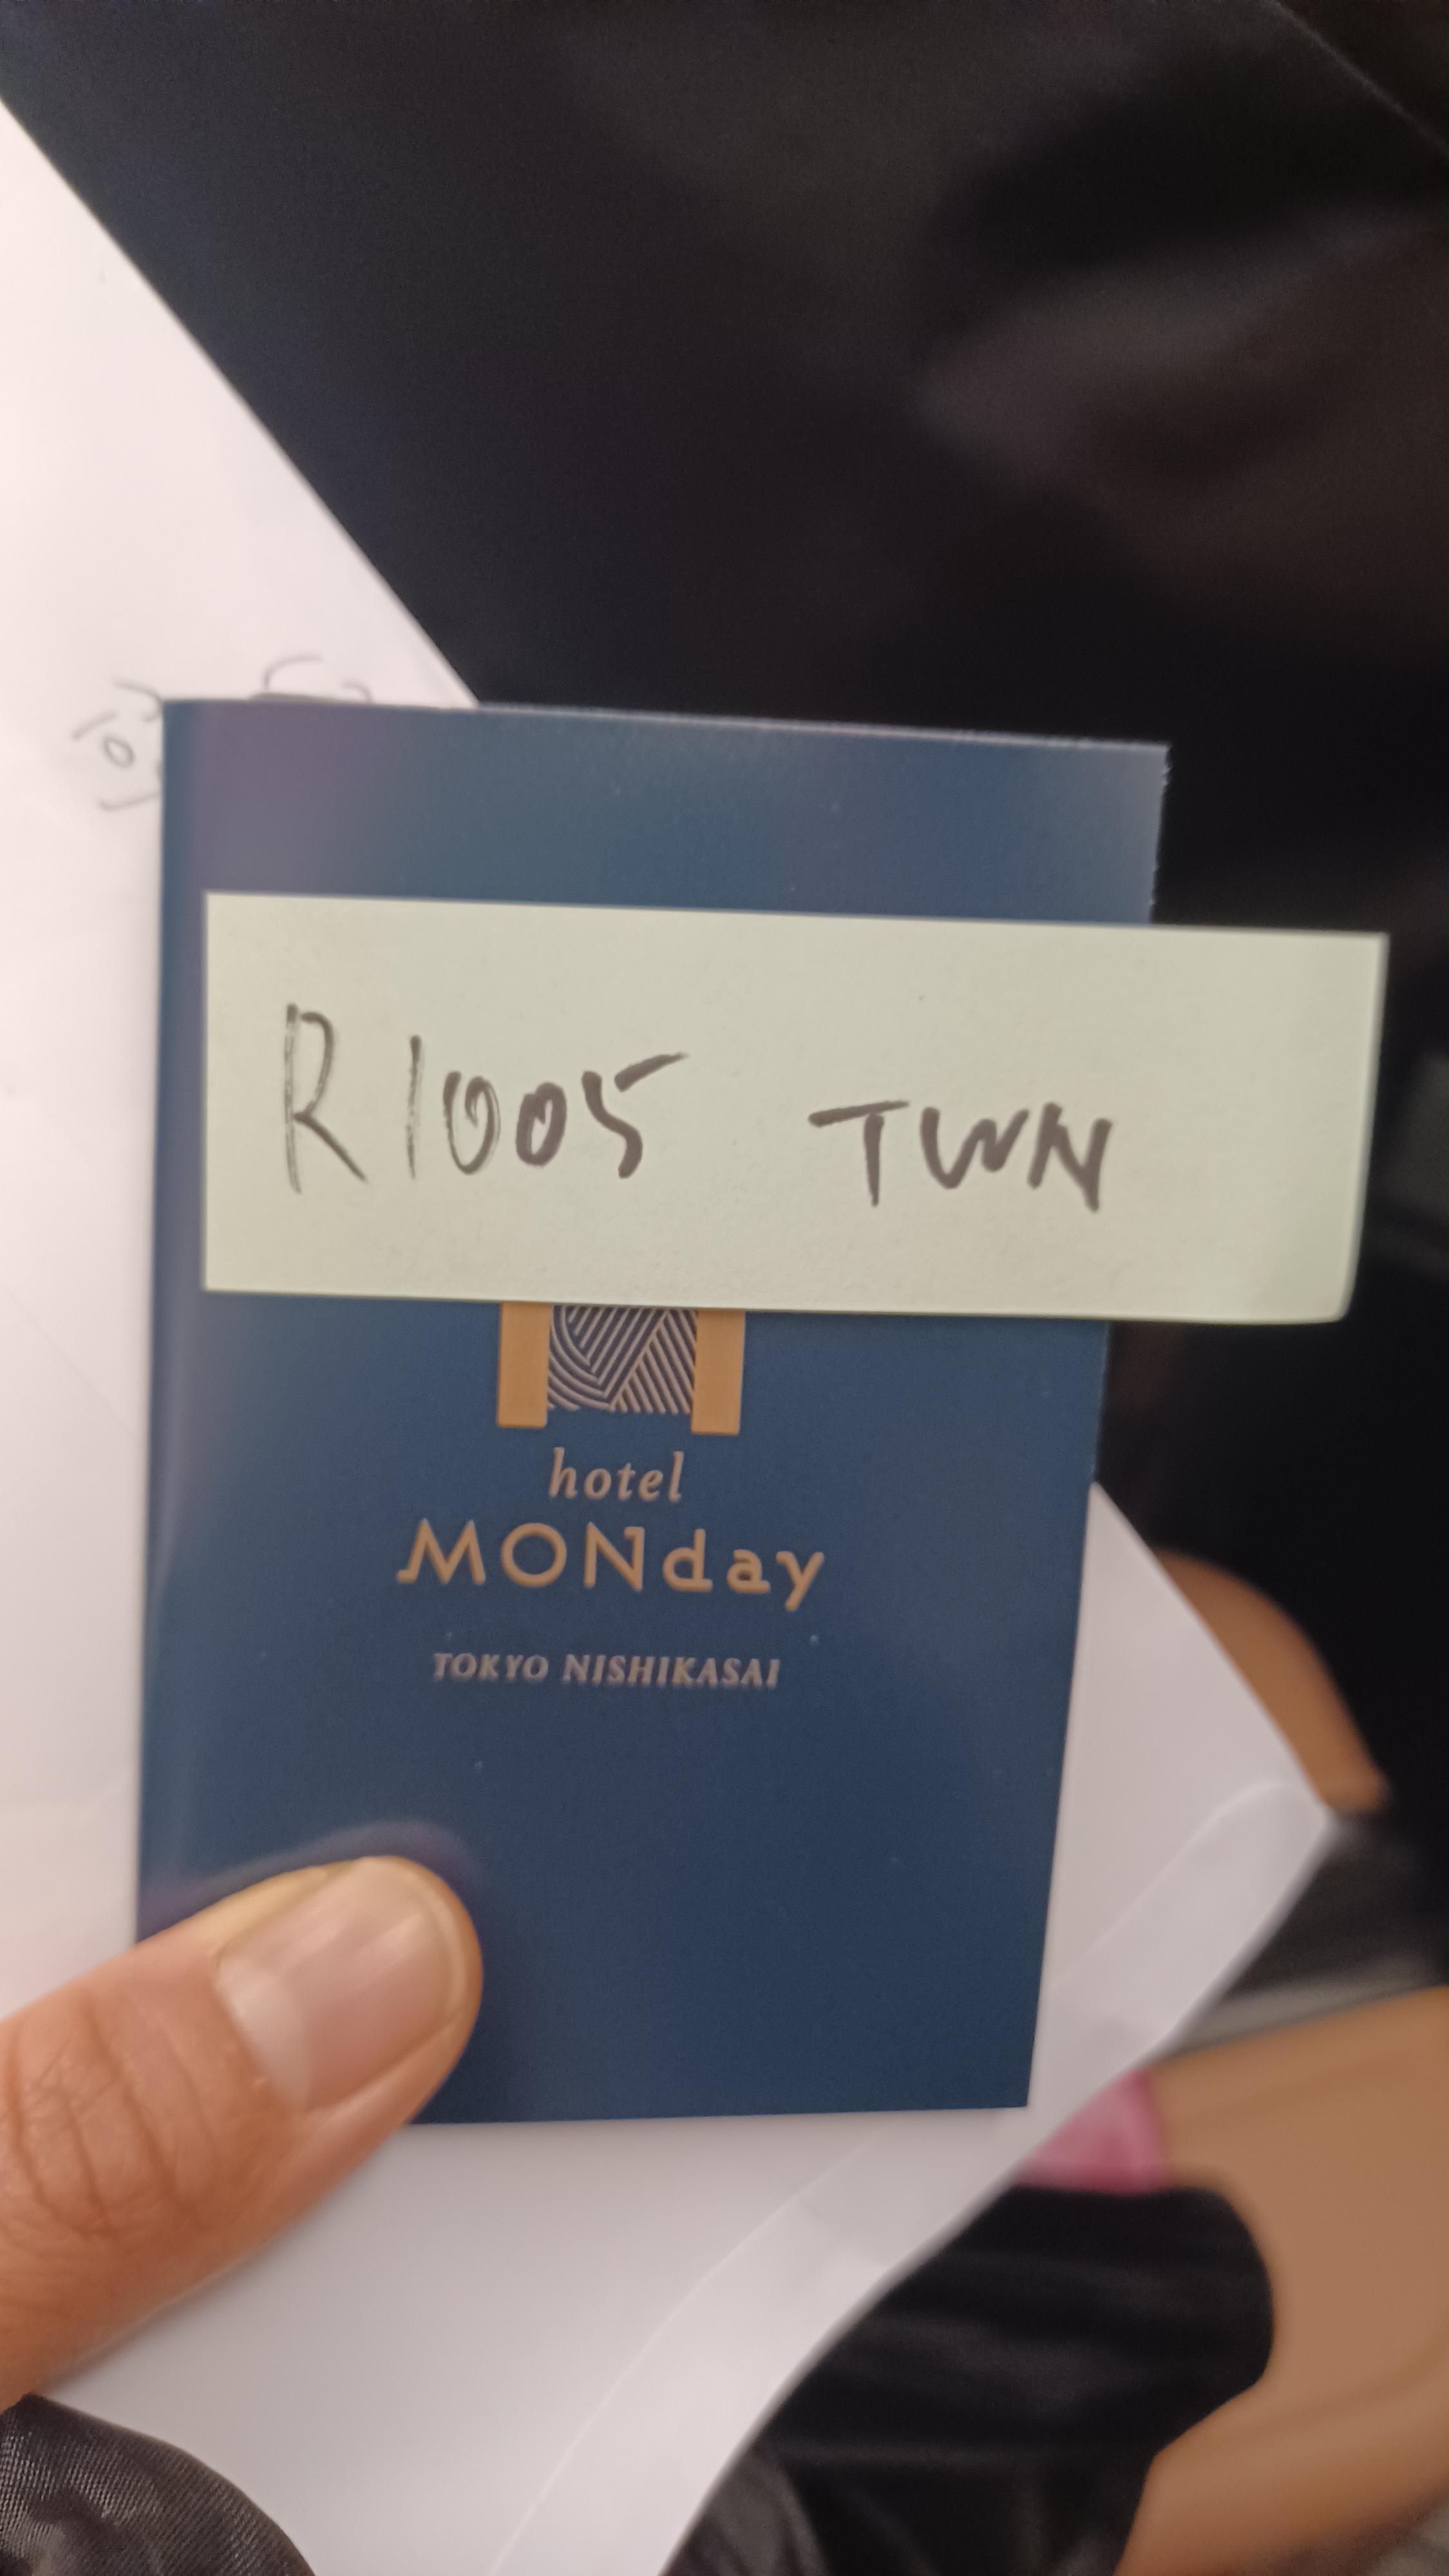 R1005 TWN
hotel
MONday
TOKYO NISHIKASAI